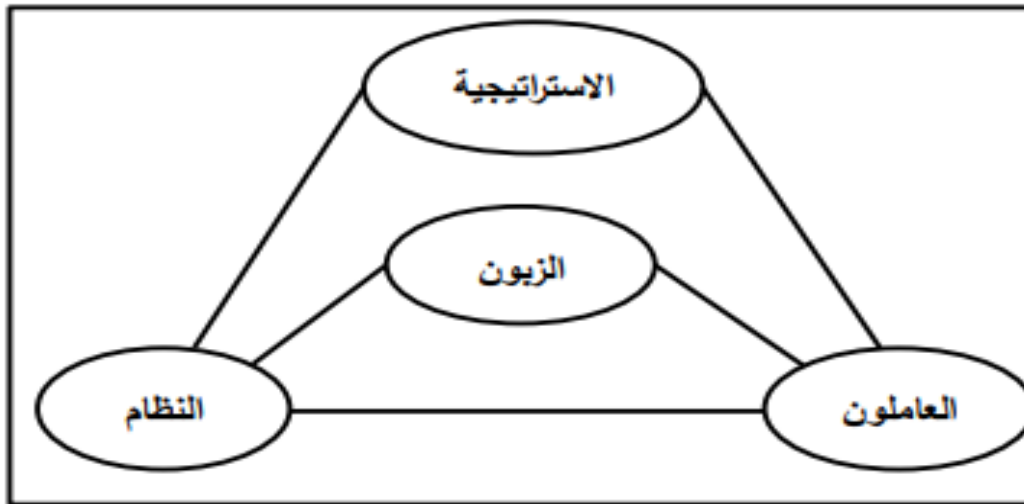 الاستراتيجية
الزبون
النظام
العاملون